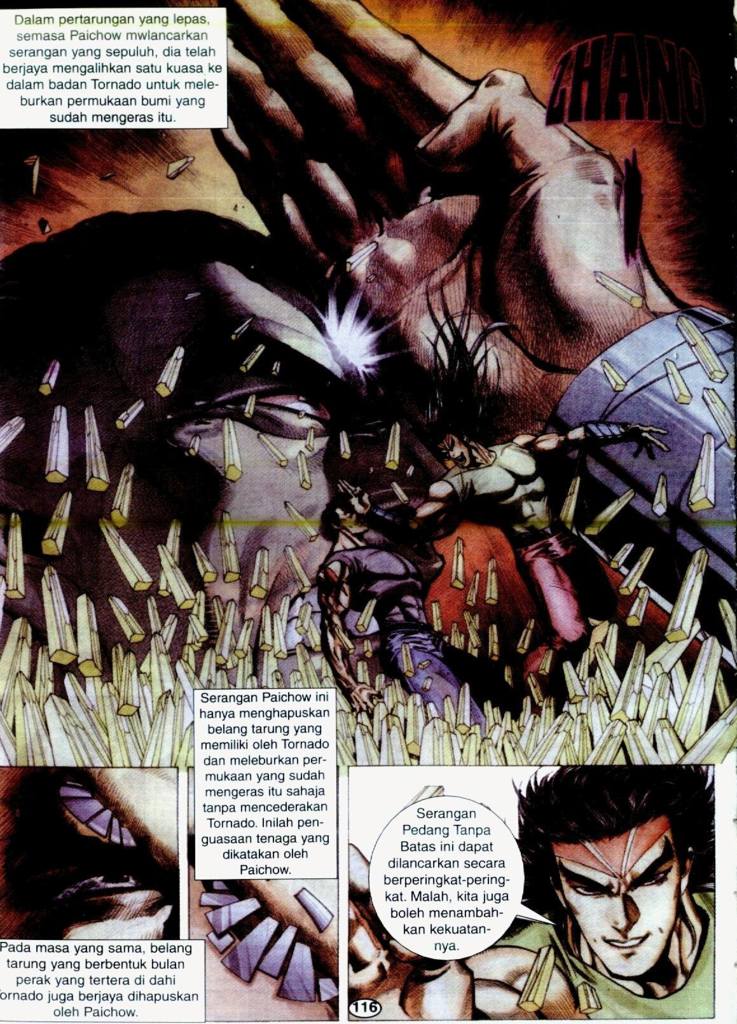 Dalam pertarungan yang lepas,
semasa Paichow mwlancarkan
serangan yang sepuluh, dia telah
berjaya mengalihkan satu kuasa ke
dalam badan Tornado untuk mele-
burkan permukaan bumi yang
sudah mengeras itu.
ZHANG
Serangan Paichow ini
hanya menghapuskan
belang tarung yang
memiliki oleh Tornado
dan meleburkan per-
mukaan yang sudah
mengeras itu sahaja
tanpa mencederakan
Tornado. Inilah pen-
guasaan tenaga yang
dikatakan oleh
Paichow.
Pada masa yang sama, belang
tarung yang berbentuk bulan
perak yang tertera di dahi
Tornado juga berjaya dihapuskan
oleh Paichow.
Serangan
Pedang Tanpa
Batas ini dapat
dilancarkan secara
berperingkat-pering-
kat. Malah, kita juga
boleh menambah-
kan kekuatan-
nya.
116